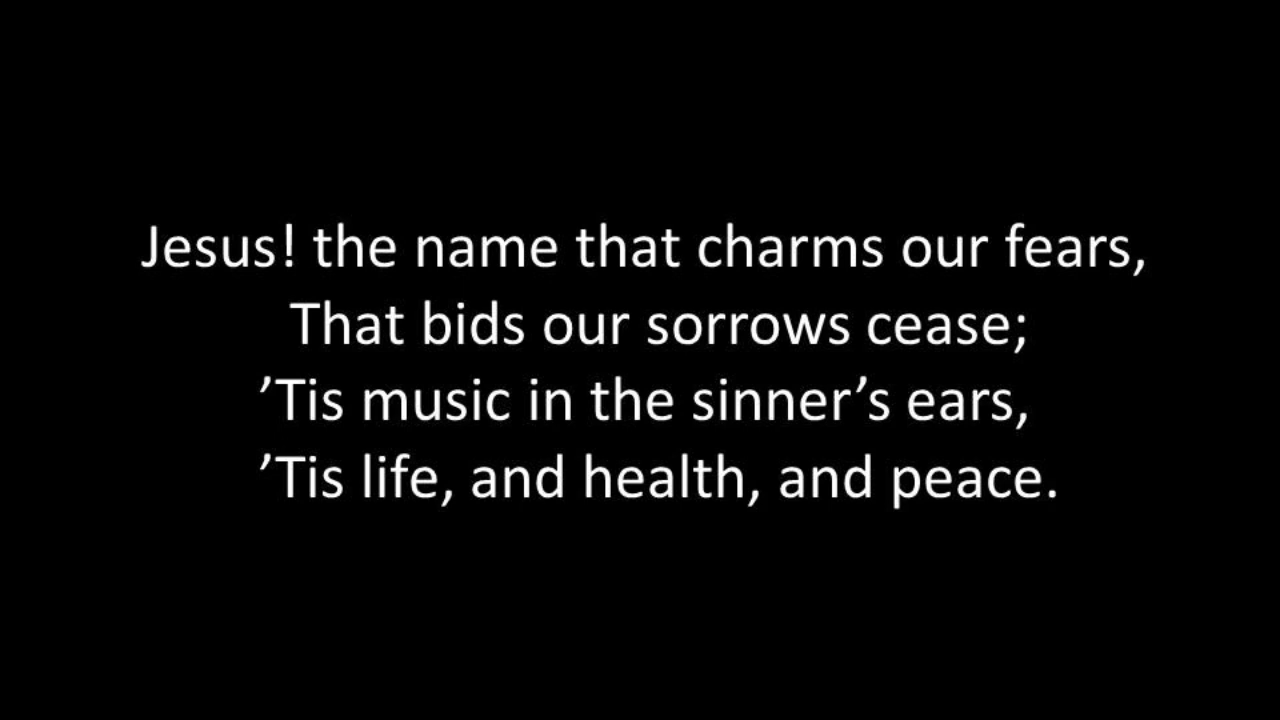 Jesus! the name that charms our fears,
That bids our sorrows cease;
’Tis music in the sinner’s ears,
’Tis life, and health, and peace.